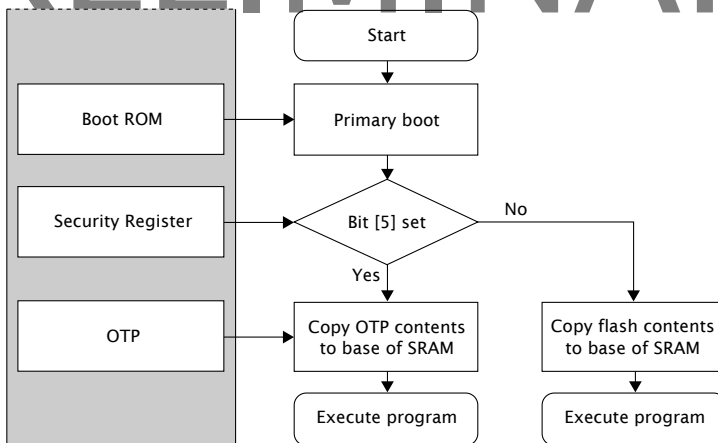 Start
Boot ROM
Primary boot
Security Register
Bit [5] set
No
Yes
OTP
Copy OTP contents
to base of SRAM
Copy flash contents
to base of SRAM
Execute program
Execute program